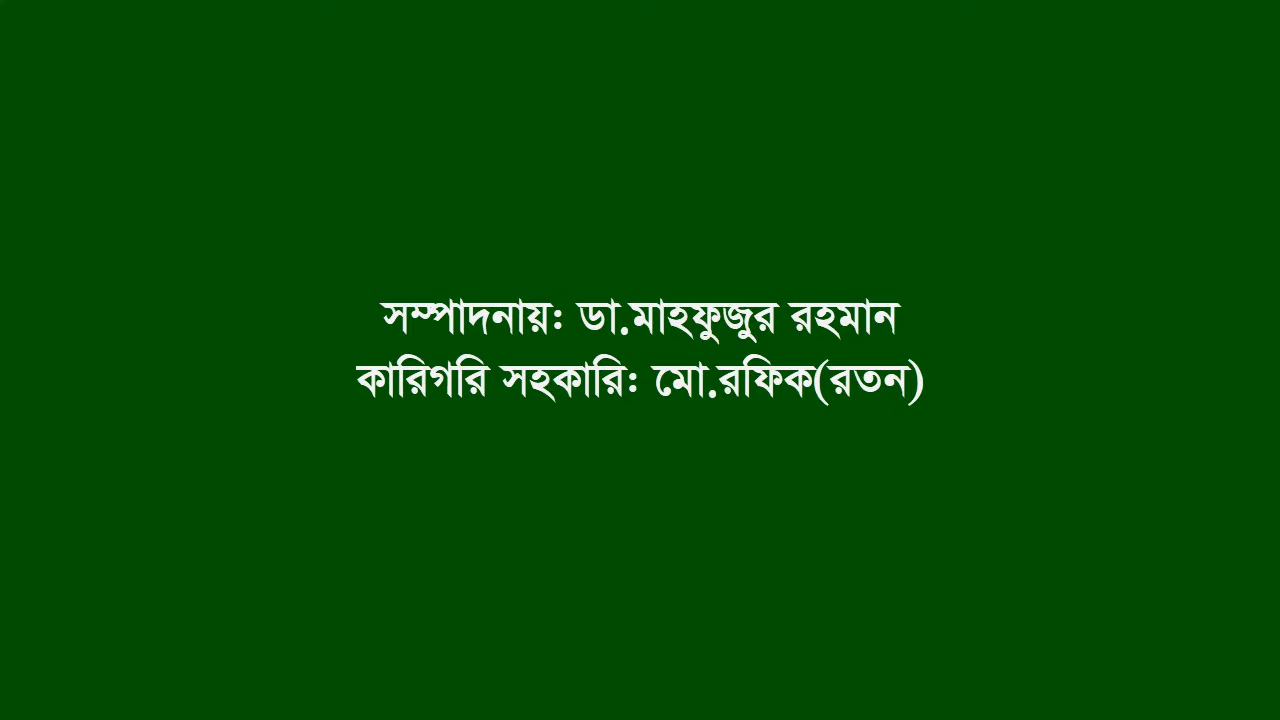 সম্পাদনায়: ডা.মাহফুজুর রহমান
কারিগরি সহকারি: মো.রফিক(রতন)